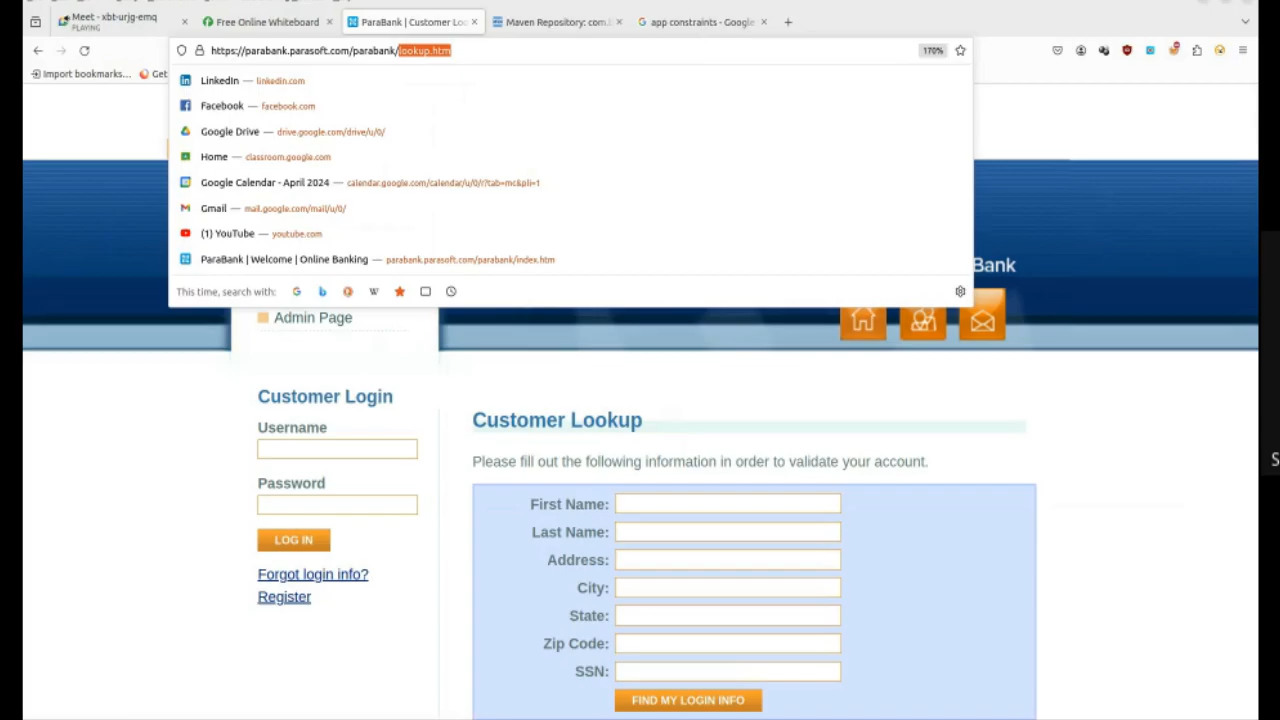 Meet - xbt-urjg-emq
PLAYING
Free Online Whiteboard
ParaBank | Customer Loo
Maven Repository: com.
app constraints - Google
https://parabank.parasoft.com/parabank/lookup.htm
170%
Import bookmarks...
Get
LinkedIn — linkedin.com
Facebook — facebook.com
Google Drive — drive.google.com/drive/u/0/
Home — classroom.google.com
Google Calendar - April 2024 — calendar.google.com/calendar/u/0/r?tab=mc&pli=1
Gmail — mail.google.com/mail/u/0/
(1) YouTube — youtube.com
ParaBank | Welcome | Online Banking — parabank.parasoft.com/parabank/index.htm
This time, search with:
Bank
Admin Page
Customer Login
Username
Password
LOG IN
Forgot login info?
Register
Customer Lookup
Please fill out the following information in order to validate your account.
First Name:
Last Name:
Address:
City:
State:
Zip Code:
SSN:
FIND MY LOGIN INFO
S